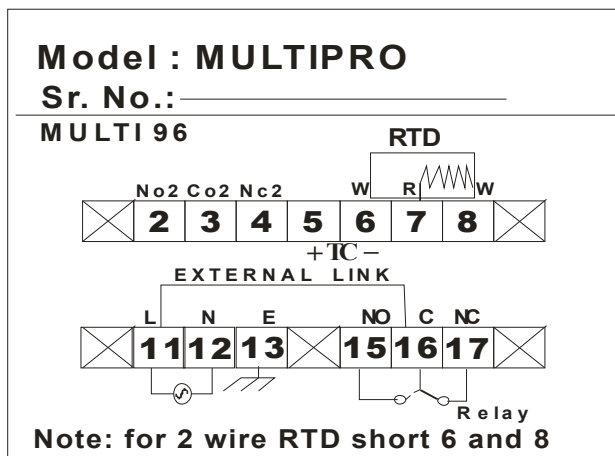 Model : MULTIPRO
Sr. No.:
MULTI 96
RTD
No2 Co2 Nc2 W R W
2 3 4 5 6 7 8
+ TC –
EXTERNAL LINK
L N E NO C NC
11 12 13 15 16 17
Relay
Note: for 2 wire RTD short 6 and 8